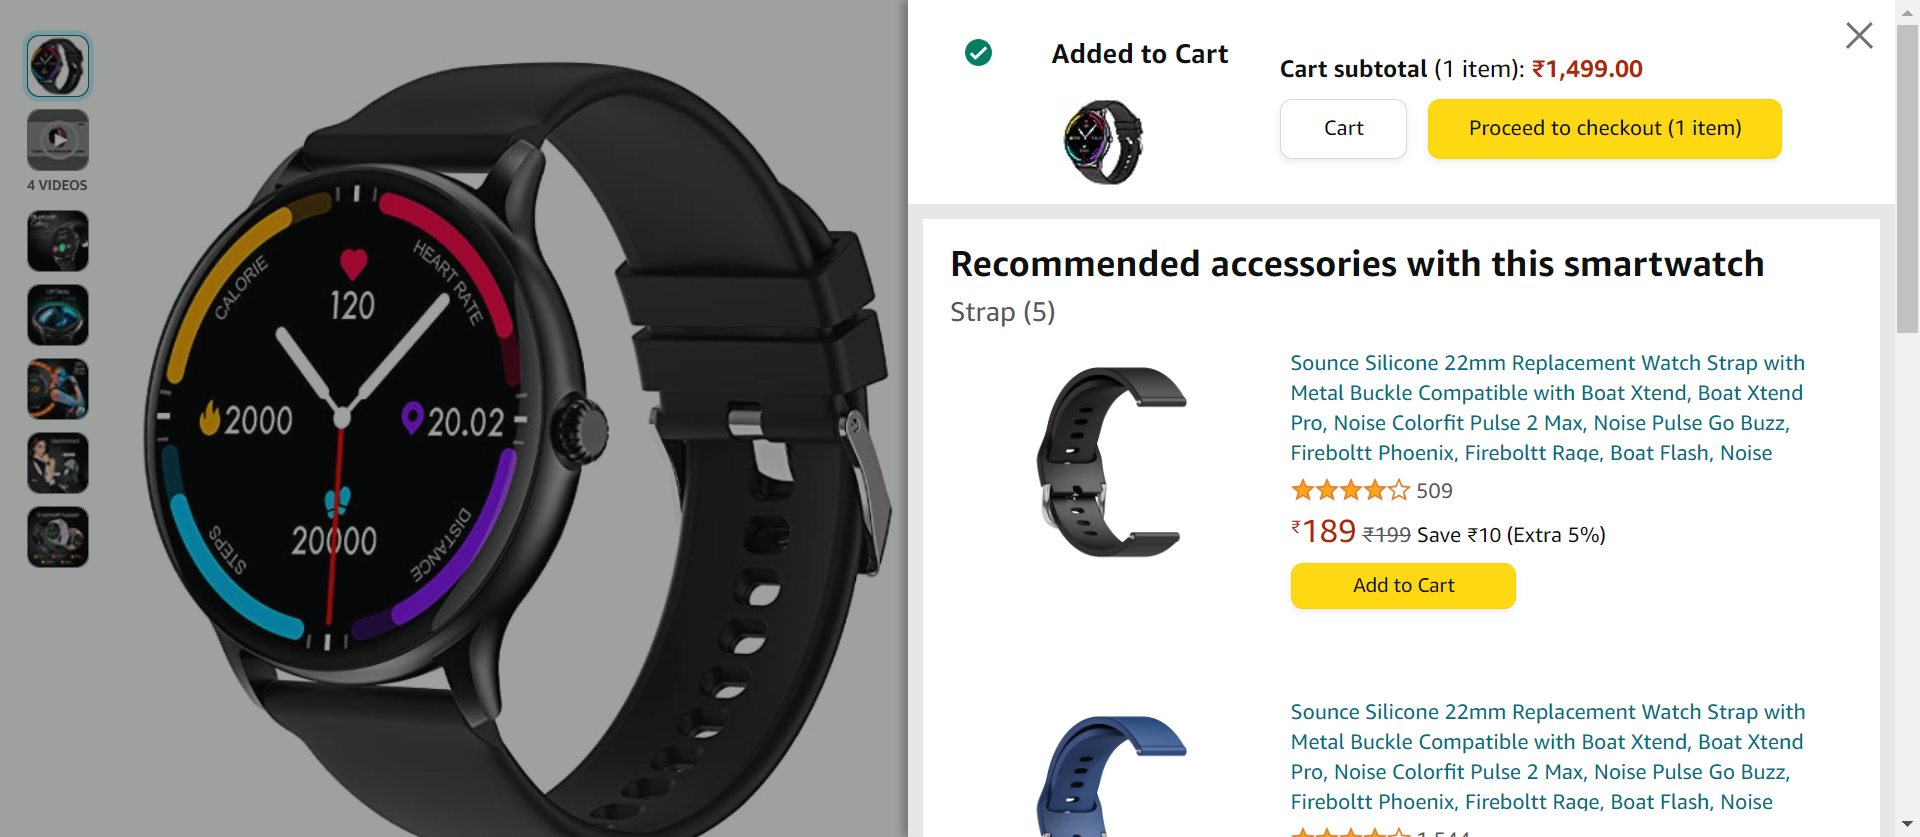 4 VIDEOS
CALORIE
HEART RATE
120
2000
20.02
20000
STEPS
DISTANCE
Added to Cart
Cart subtotal (1 item): ₹1,499.00
Cart
Proceed to checkout (1 item)
Recommended accessories with this smartwatch
Strap (5)
Sounce Silicone 22mm Replacement Watch Strap with
Metal Buckle Compatible with Boat Xtend, Boat Xtend
Pro, Noise Colorfit Pulse 2 Max, Noise Pulse Go Buzz,
Fireboltt Phoenix, Fireboltt Rage, Boat Flash, Noise
509
₹189 ₹199 Save ₹10 (Extra 5%)
Add to Cart
Sounce Silicone 22mm Replacement Watch Strap with
Metal Buckle Compatible with Boat Xtend, Boat Xtend
Pro, Noise Colorfit Pulse 2 Max, Noise Pulse Go Buzz,
Fireboltt Phoenix, Fireboltt Rage, Boat Flash, Noise
1,544